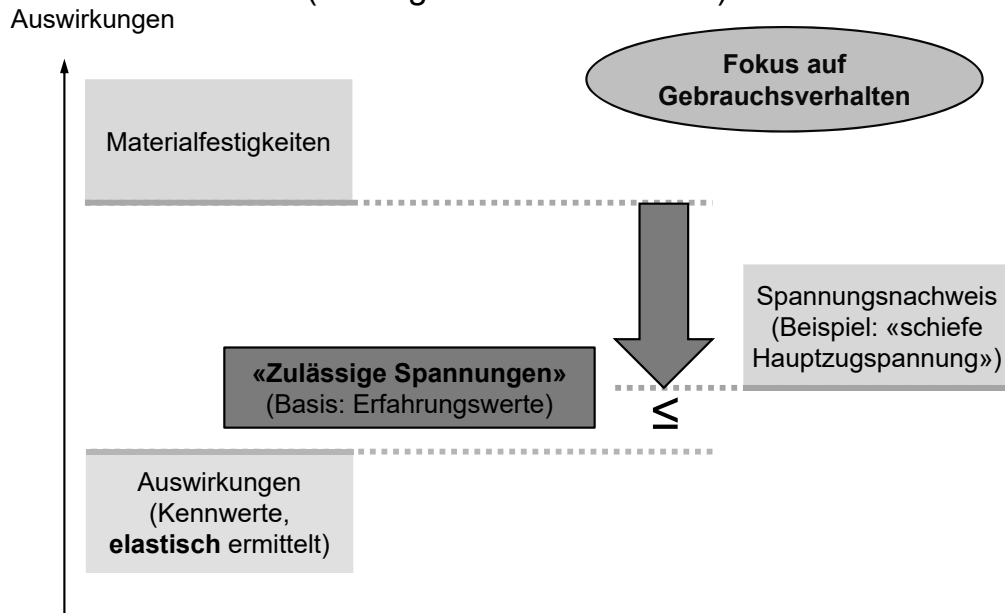 Auswirkungen
Fokus auf
Gebrauchsverhalten
Materialfestigkeiten
Spannungsnachweis
(Beispiel: «schiefe
Hauptzugspannung»)
«Zulässige Spannungen»
(Basis: Erfahrungswerte)
≤
Auswirkungen
(Kennwerte,
elastisch ermittelt)